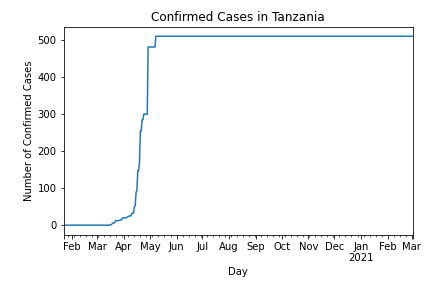 Confirmed Cases in Tanzania
500
400
300
200
100
0
Number of Confirmed Cases
Feb Mar Apr May Jun Jul Aug Sep Oct Nov Dec Jan Feb Mar
2021
Day